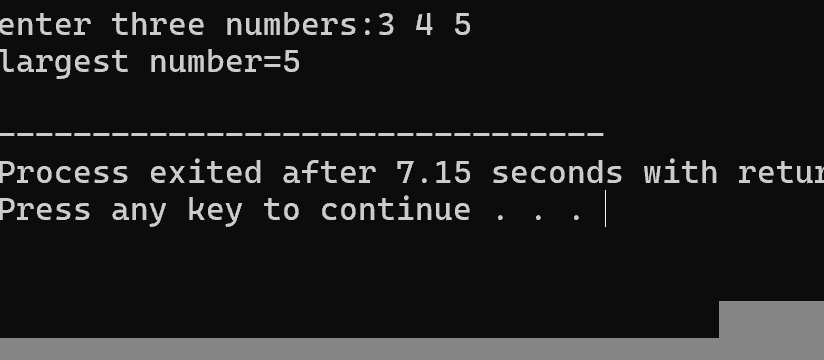 enter three numbers:3 4 5
largest number=5
--------------------------------
Process exited after 7.15 seconds with
Press any key to continue . . .